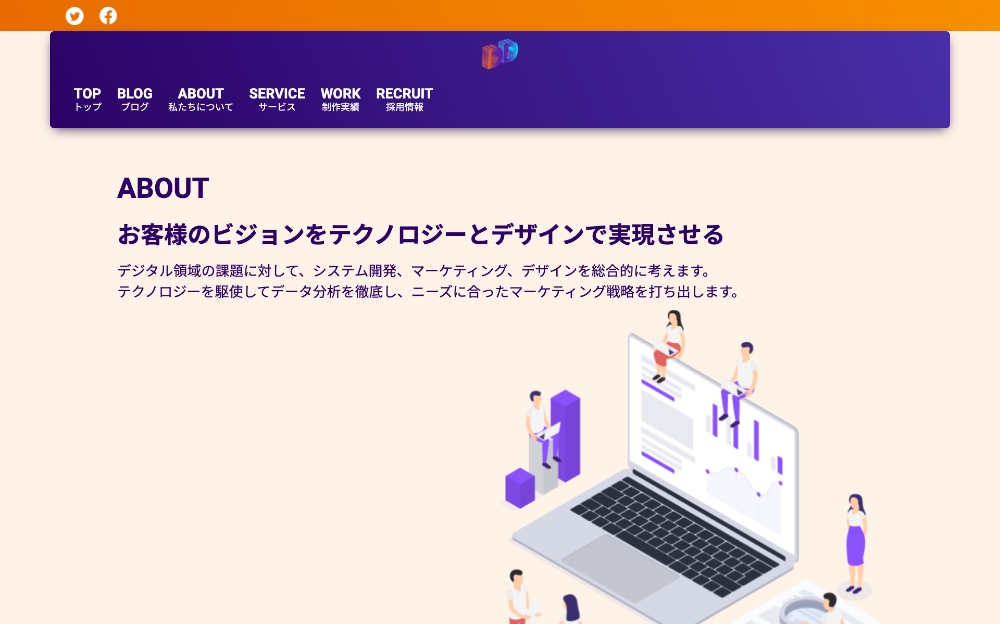 TOP BLOG ABOUT SERVICE WORK RECRUIT
トップ ブログ 私たちについて サービス 制作実績 採用情報
ABOUT
お客様のビジョンをテクノロジーとデザインで実現させる
デジタル領域の課題に対して、システム開発、マーケティング、デザインを総合的に考えます。
テクノロジーを駆使してデータ分析を徹底し、ニーズに合ったマーケティング戦略を打ち出します。